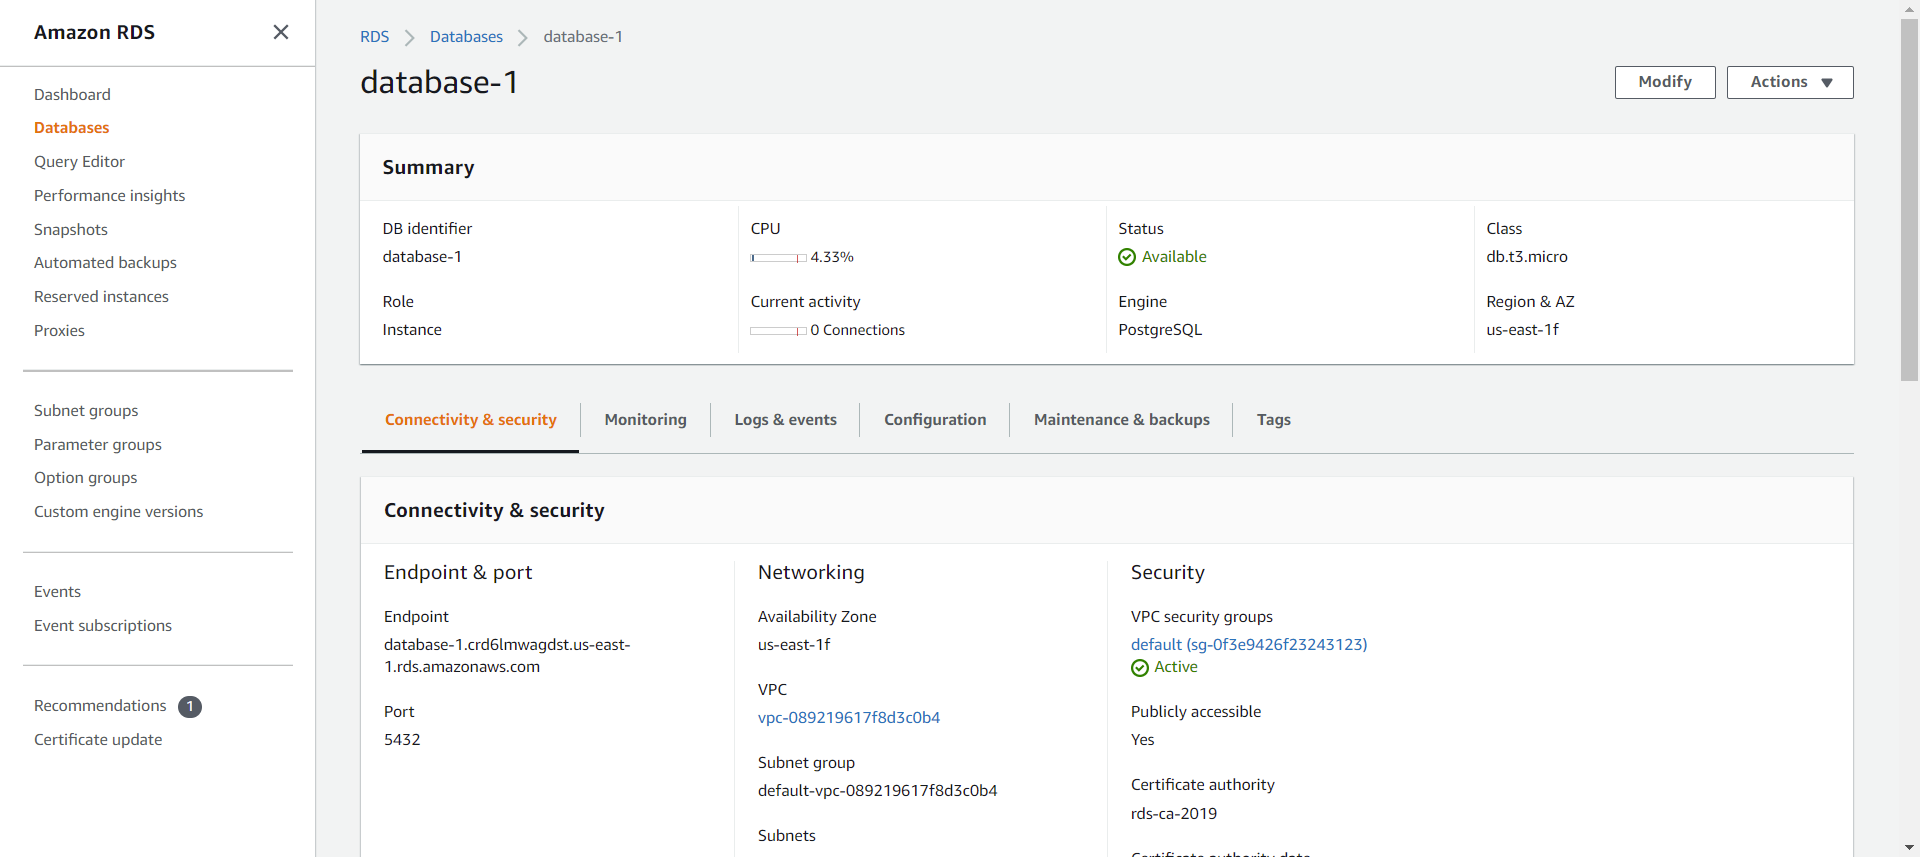 Amazon RDS
Dashboard
Databases
Query Editor
Performance insights
Snapshots
Automated backups
Reserved instances
Proxies
Subnet groups
Parameter groups
Option groups
Custom engine versions
Events
Event subscriptions
Recommendations 1
Certificate update
RDS Databases database-1
database-1
Modify
Actions
Summary
DB identifier
database-1
Role
Instance
CPU
4.33%
Current activity
0 Connections
Status
Available
Engine
PostgreSQL
Class
db.t3.micro
Region & AZ
us-east-1f
Connectivity & security
Monitoring
Logs & events
Configuration
Maintenance & backups
Tags
Connectivity & security
Endpoint & port
Endpoint
database-1.crd6lmwagdst.us-east-
1.rds.amazonaws.com
Port
5432
Networking
Availability Zone
us-east-1f
VPC
vpc-089219617f8d3c0b4
Subnet group
default-vpc-089219617f8d3c0b4
Subnets
Security
VPC security groups
default (sg-0f3e9426f23243123)
Active
Publicly accessible
Yes
Certificate authority
rds-ca-2019
Certificate authority date